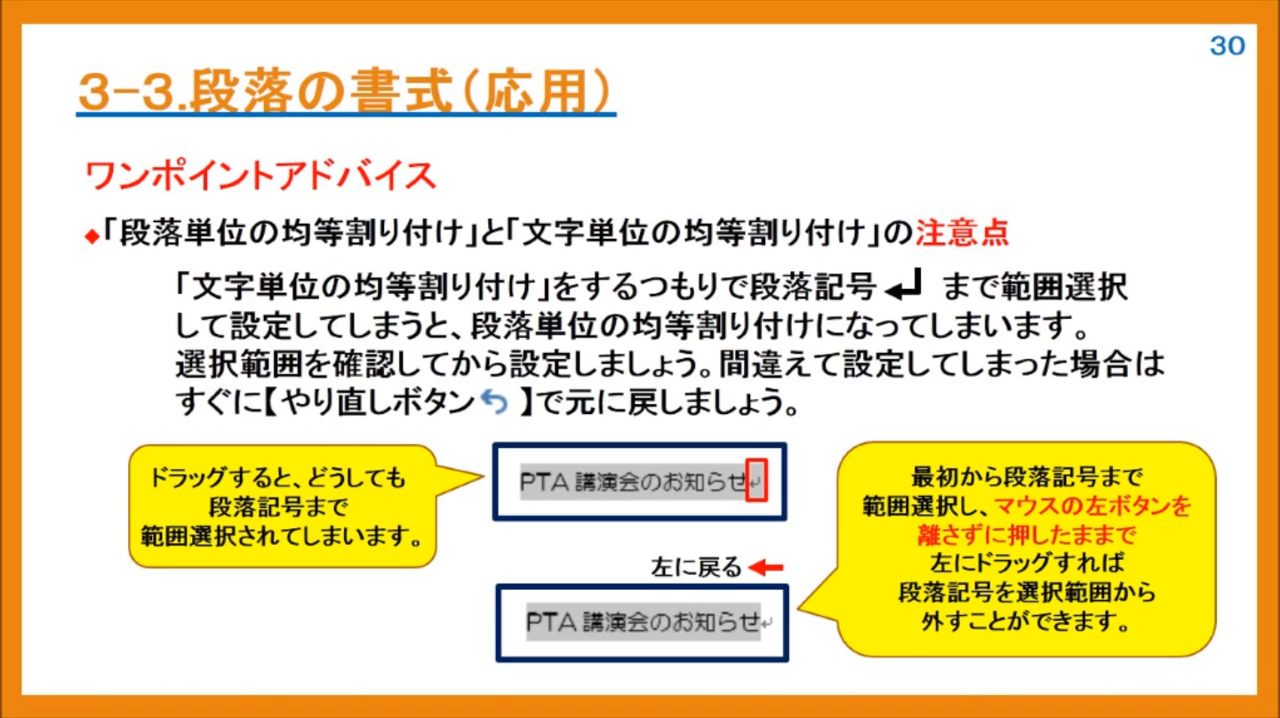 30
3-3.段落の書式(応用)
ワンポイントアドバイス
◆「段落単位の均等割り付け」と「文字単位の均等割り付け」の注意点
「文字単位の均等割り付け」をするつもりで段落記号↲ まで範囲選択
して設定してしまうと、段落単位の均等割り付けになってしまいます。
選択範囲を確認してから設定しましょう。間違えて設定してしまった場合は
すぐに【やり直しボタン 】で元に戻しましょう。
ドラッグすると、どうしても
段落記号まで
範囲選択されてしまいます。
PTA 講演会のお知らせ↲
左に戻る
PTA 講演会のお知らせ↲
最初から段落記号まで
範囲選択し、マウスの左ボタンを
離さずに押したままで
左にドラッグすれば
段落記号を選択範囲から
外すことができます。